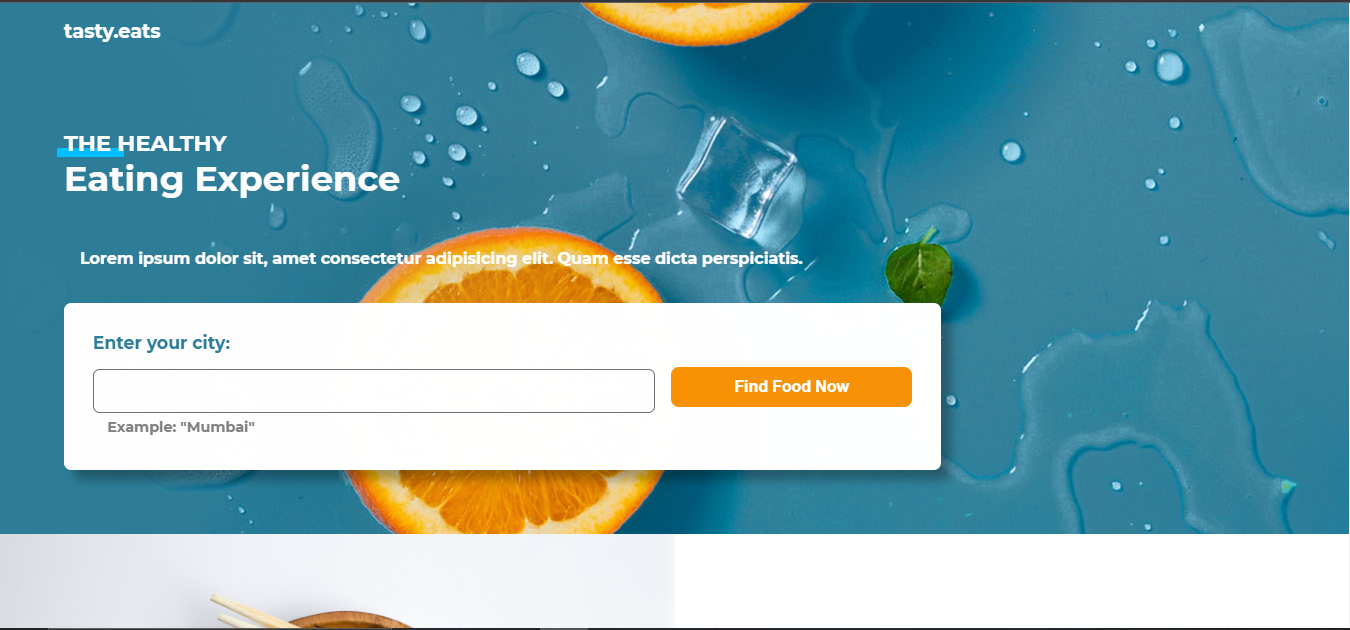 tasty.eats
THE HEALTHY
Eating Experience
Lorem ipsum dolor sit, amet consectetur adipisicing elit. Quam esse dicta perspiciatis.
Enter your city:
Find Food Now
Example: "Mumbai"